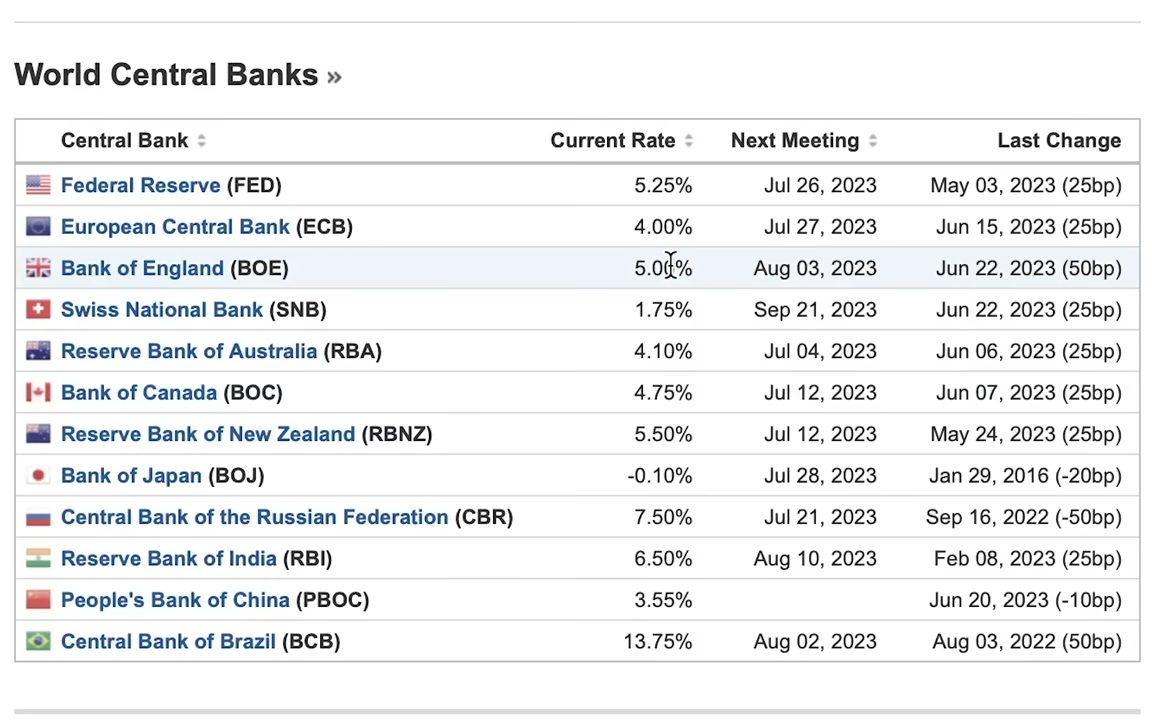 World Central Banks »
Central Bank Current Rate Next Meeting Last Change
Federal Reserve (FED) 5.25% Jul 26, 2023 May 03, 2023 (25bp)
European Central Bank (ECB) 4.00% Jul 27, 2023 Jun 15, 2023 (25bp)
Bank of England (BOE) 5.00% Aug 03, 2023 Jun 22, 2023 (50bp)
Swiss National Bank (SNB) 1.75% Sep 21, 2023 Jun 22, 2023 (25bp)
Reserve Bank of Australia (RBA) 4.10% Jul 04, 2023 Jun 06, 2023 (25bp)
Bank of Canada (BOC) 4.75% Jul 12, 2023 Jun 07, 2023 (25bp)
Reserve Bank of New Zealand (RBNZ) 5.50% Jul 12, 2023 May 24, 2023 (25bp)
Bank of Japan (BOJ) -0.10% Jul 28, 2023 Jan 29, 2016 (-20bp)
Central Bank of the Russian Federation (CBR) 7.50% Jul 21, 2023 Sep 16, 2022 (-50bp)
Reserve Bank of India (RBI) 6.50% Aug 10, 2023 Feb 08, 2023 (25bp)
People's Bank of China (PBOC) 3.55% Jun 20, 2023 (-10bp)
Central Bank of Brazil (BCB) 13.75% Aug 02, 2023 Aug 03, 2022 (50bp)